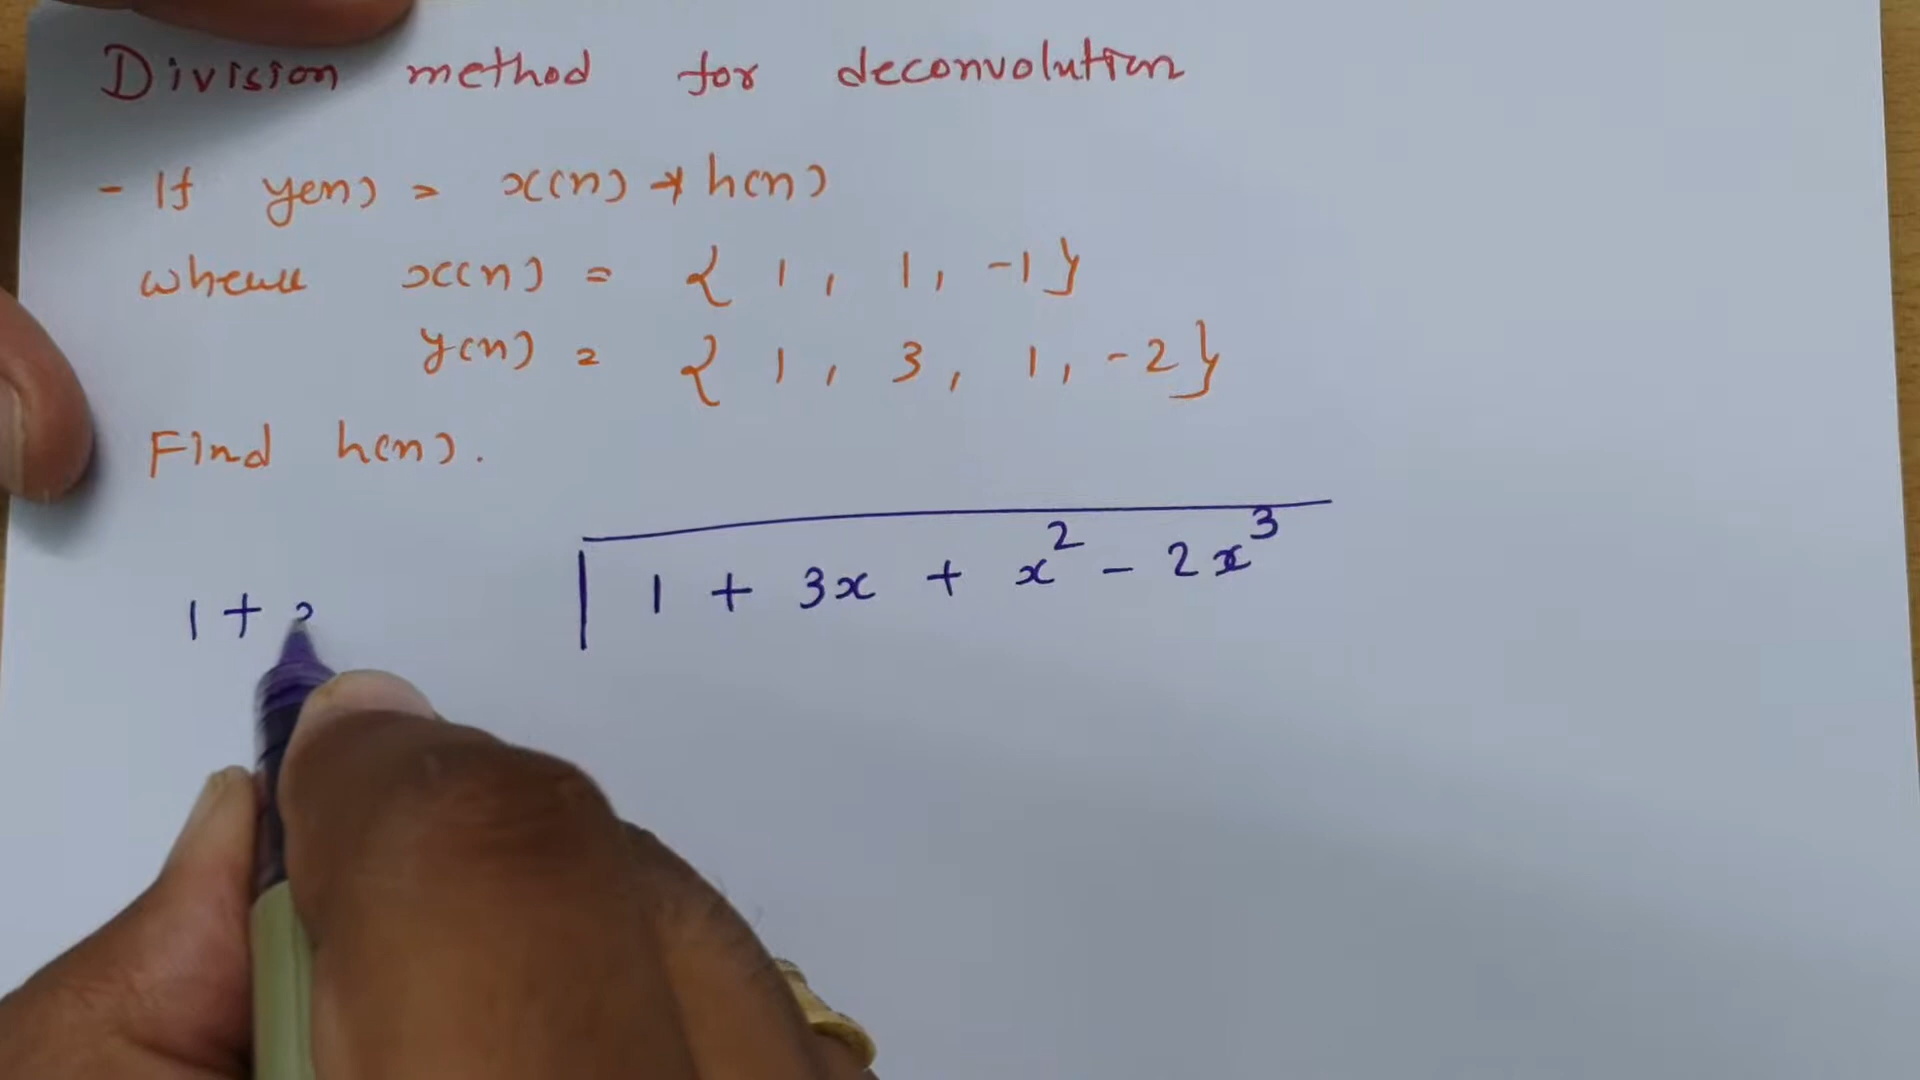 Division method for deconvolution
- If y(n) = x(n) * h(n)
where x(n) = { 1, 1, -1}
y(n) = { 1, 3, 1, -2}
Find h(n).
1 + 3x + x² - 2x³
1 +